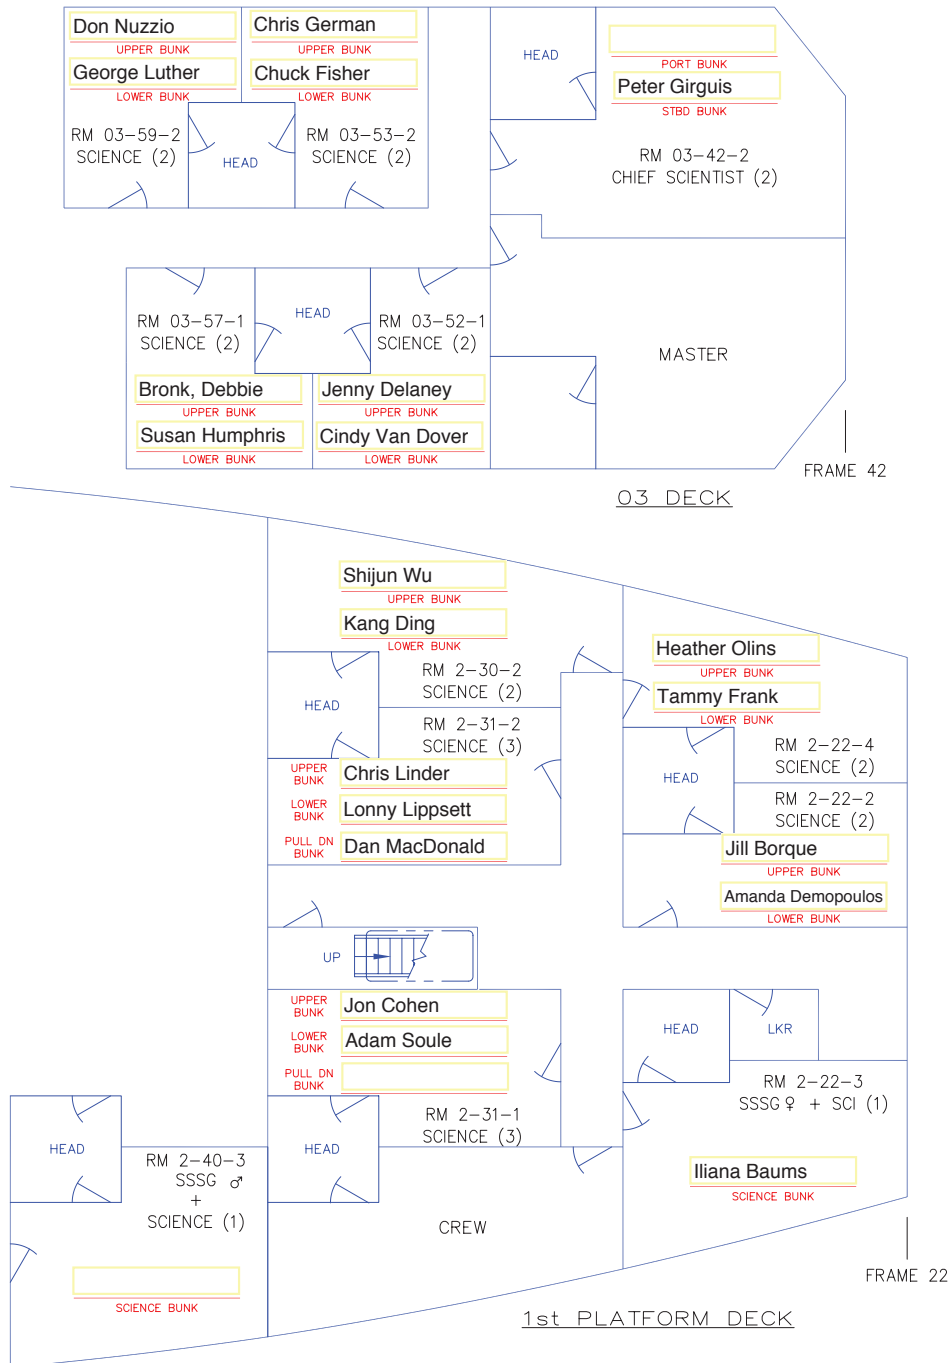 Don Nuzzio
UPPER BUNK
George Luther
LOWER BUNK
RM 03-59-2
SCIENCE (2)
HEAD
Chris German
UPPER BUNK
Chuck Fisher
LOWER BUNK
RM 03-53-2
SCIENCE (2)
HEAD
PORT BUNK
Peter Girguis
STBD BUNK
RM 03-42-2
CHIEF SCIENTIST (2)
RM 03-57-1
SCIENCE (2)
HEAD
RM 03-52-1
SCIENCE (2)
Bronk, Debbie
UPPER BUNK
Susan Humphris
LOWER BUNK
Jenny Delaney
UPPER BUNK
Cindy Van Dover
LOWER BUNK
MASTER
FRAME 42
03 DECK
Shijun Wu
UPPER BUNK
Kang Ding
LOWER BUNK
RM 2-30-2
SCIENCE (2)
HEAD
RM 2-31-2
SCIENCE (3)
UPPER
BUNK
Chris Linder
LOWER
BUNK
Lonny Lippsett
PULL DN
BUNK
Dan MacDonald
Heather Olins
UPPER BUNK
Tammy Frank
LOWER BUNK
RM 2-22-4
SCIENCE (2)
HEAD
RM 2-22-2
SCIENCE (2)
Jill Borque
UPPER BUNK
Amanda Demopoulos
LOWER BUNK
UP
UPPER
BUNK
Jon Cohen
LOWER
BUNK
Adam Soule
PULL DN
BUNK
RM 2-31-1
SCIENCE (3)
HEAD
HEAD
LKR
RM 2-22-3
SSSG♀ + SCI (1)
Iliana Baums
SCIENCE BUNK
HEAD
RM 2-40-3
SSSG ♂
+
SCIENCE (1)
SCIENCE BUNK
CREW
FRAME 22
1st PLATFORM DECK